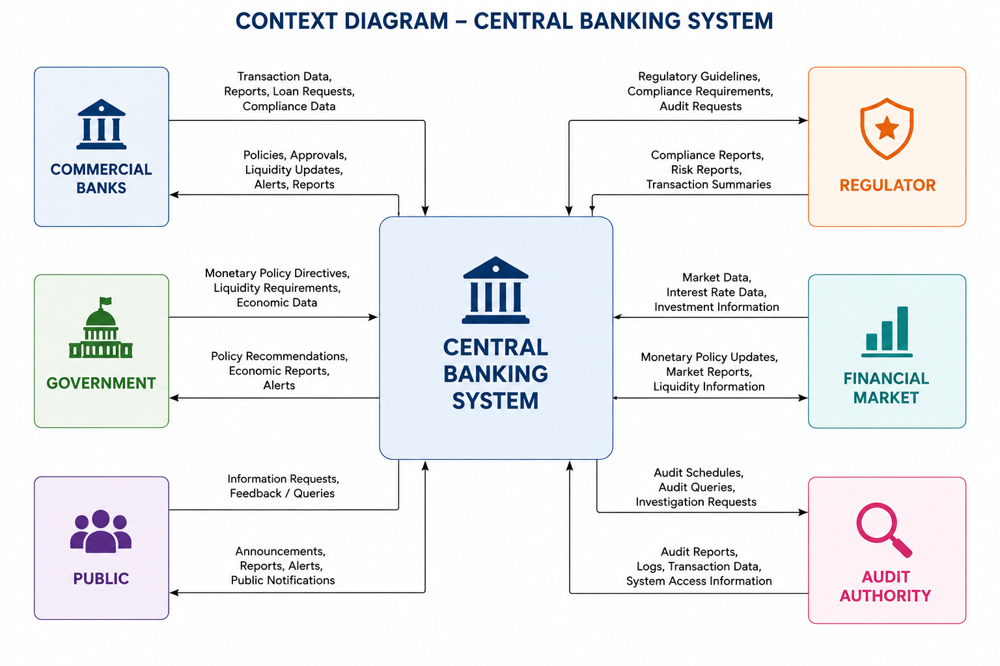 CONTEXT DIAGRAM – CENTRAL BANKING SYSTEM
Transaction Data,
Reports, Loan Requests,
Compliance Data
Policies, Approvals,
Liquidity Updates,
Alerts, Reports
COMMERCIAL
BANKS
Regulatory Guidelines,
Compliance Requirements,
Audit Requests
Compliance Reports,
Risk Reports,
Transaction Summaries
REGULATOR
Monetary Policy Directives,
Liquidity Requirements,
Economic Data
Policy Recommendations,
Economic Reports,
Alerts
GOVERNMENT
CENTRAL
BANKING
SYSTEM
Market Data,
Interest Rate Data,
Investment Information
Monetary Policy Updates,
Market Reports,
Liquidity Information
FINANCIAL
MARKET
Information Requests,
Feedback / Queries
Announcements,
Reports, Alerts,
Public Notifications
PUBLIC
Audit Schedules,
Audit Queries,
Investigation Requests
Audit Reports,
Logs, Transaction Data,
System Access Information
AUDIT
AUTHORITY